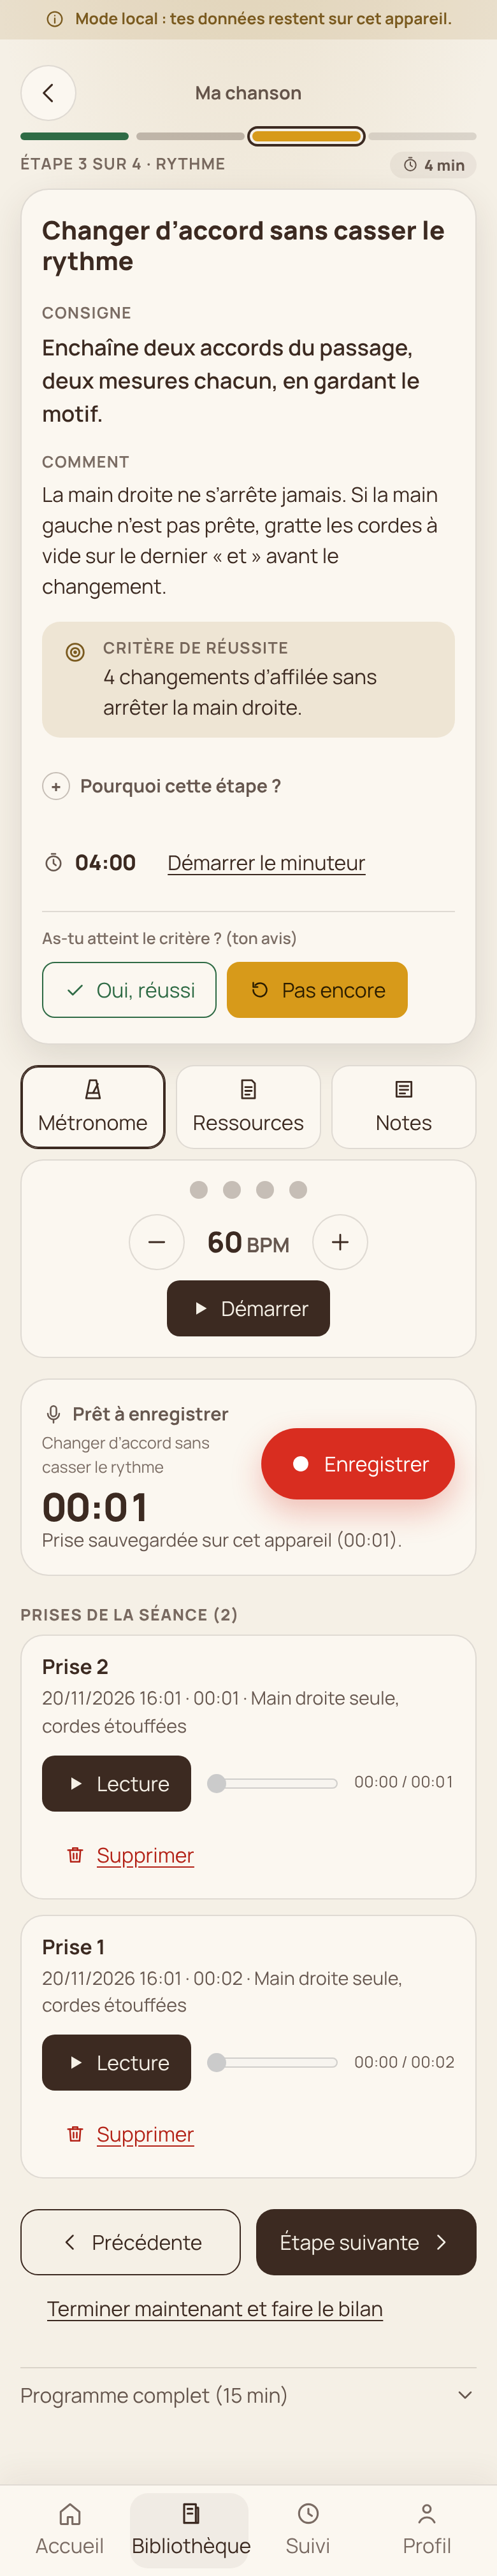 Mode local : tes données restent sur cet appareil.
Ma chanson
ÉTAPE 3 SUR 4 · RYTHME
4 min
Changer d’accord sans casser le
rythme
CONSIGNE
Enchaîne deux accords du passage,
deux mesures chacun, en gardant le
motif.
COMMENT
La main droite ne s’arrête jamais. Si la main
gauche n’est pas prête, gratte les cordes à
vide sur le dernier « et » avant le
changement.
CRITÈRE DE RÉUSSITE
4 changements d’affilée sans
arrêter la main droite.
Pourquoi cette étape ?
04:00 Démarrer le minuteur
As-tu atteint le critère ? (ton avis)
Oui, réussi Pas encore
Métronome Ressources Notes
60 BPM
Démarrer
Prêt à enregistrer
Changer d’accord sans
casser le rythme
Enregistrer
00:01
Prise sauvegardée sur cet appareil (00:01).
PRISES DE LA SÉANCE (2)
Prise 2
20/11/2026 16:01 · 00:01 · Main droite seule,
cordes étouffées
Lecture 00:00 / 00:01
Supprimer
Prise 1
20/11/2026 16:01 · 00:02 · Main droite seule,
cordes étouffées
Lecture 00:00 / 00:02
Supprimer
Précédente Étape suivante
Terminer maintenant et faire le bilan
Programme complet (15 min)
Accueil Bibliothèque Suivi Profil